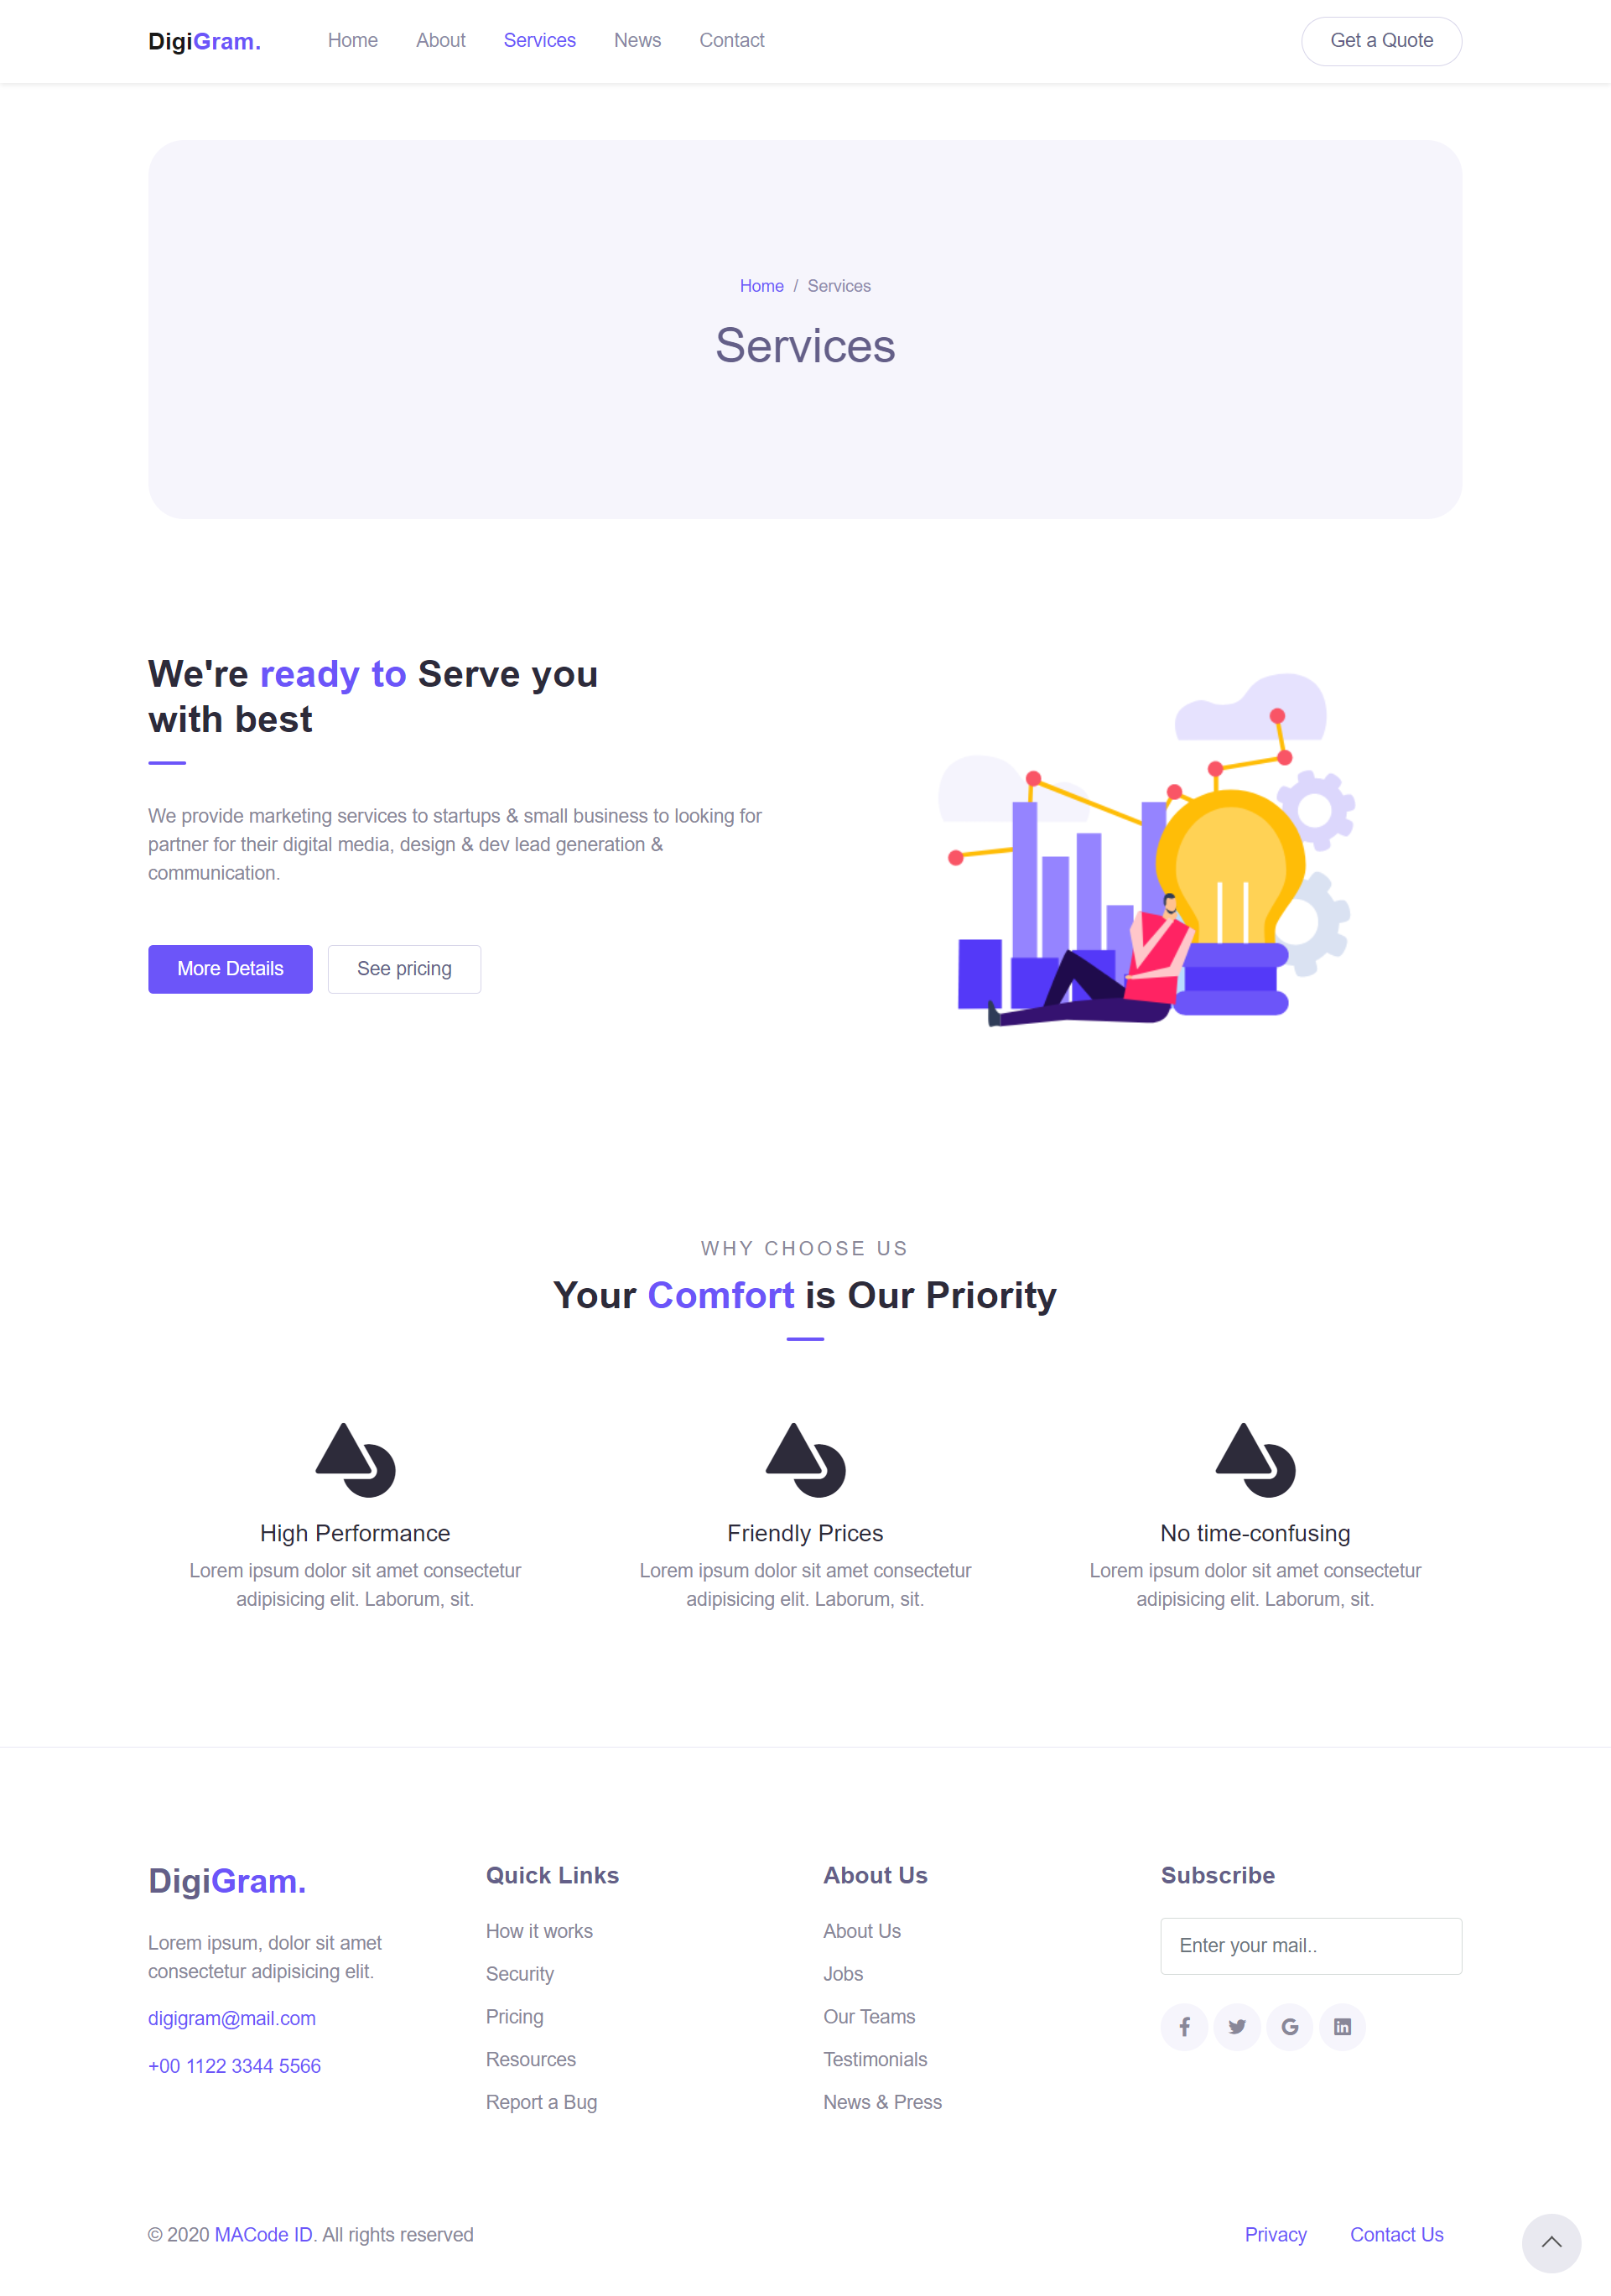 DigiGram.
Home
About
Services
News
Contact
Get a Quote
Home / Services
Services
We're ready to Serve you
with best
We provide marketing services to startups & small business to looking for
partner for their digital media, design & dev lead generation &
communication.
More Details
See pricing
WHY CHOOSE US
Your Comfort is Our Priority
High Performance
Lorem ipsum dolor sit amet consectetur
adipisicing elit. Laborum, sit.
Friendly Prices
Lorem ipsum dolor sit amet consectetur
adipisicing elit. Laborum, sit.
No time-confusing
Lorem ipsum dolor sit amet consectetur
adipisicing elit. Laborum, sit.
DigiGram.
Lorem ipsum, dolor sit amet
consectetur adipisicing elit.
digigram@mail.com
+00 1122 3344 5566
Quick Links
How it works
Security
Pricing
Resources
Report a Bug
About Us
About Us
Jobs
Our Teams
Testimonials
News & Press
Subscribe
Enter your mail..
© 2020 MACode ID. All rights reserved
Privacy
Contact Us